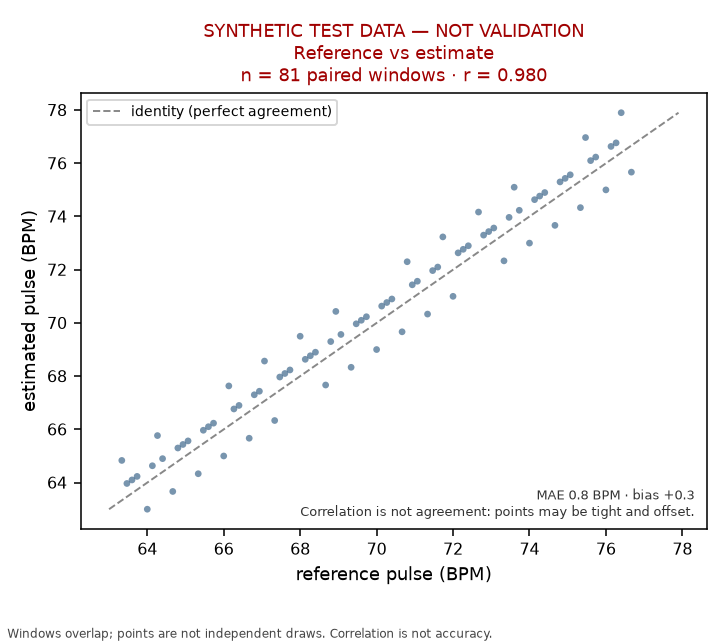 SYNTHETIC TEST DATA — NOT VALIDATION
Reference vs estimate
n = 81 paired windows · r = 0.980
identity (perfect agreement)
78
76
74
72
70
68
66
64
estimated pulse (BPM)
MAE 0.8 BPM · bias +0.3
Correlation is not agreement: points may be tight and offset.
64 66 68 70 72 74 76 78
reference pulse (BPM)
Windows overlap; points are not independent draws. Correlation is not accuracy.